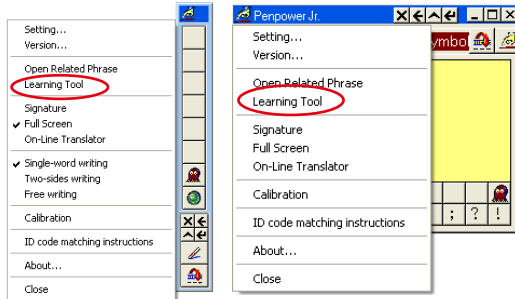 Setting...
Version...
Open Related Phrase
Learning Tool
Signature
✔ Full Screen
On-Line Translator
✔ Single-word writing
Two-sides writing
Free writing
Calibration
ID code matching instructions
About...
Close
Penpower Jr.
Setting...
Version...
Open Related Phrase
Learning Tool
Signature
Full Screen
On-Line Translator
Calibration
ID code matching instructions
About...
Close
ymbo
; ? !